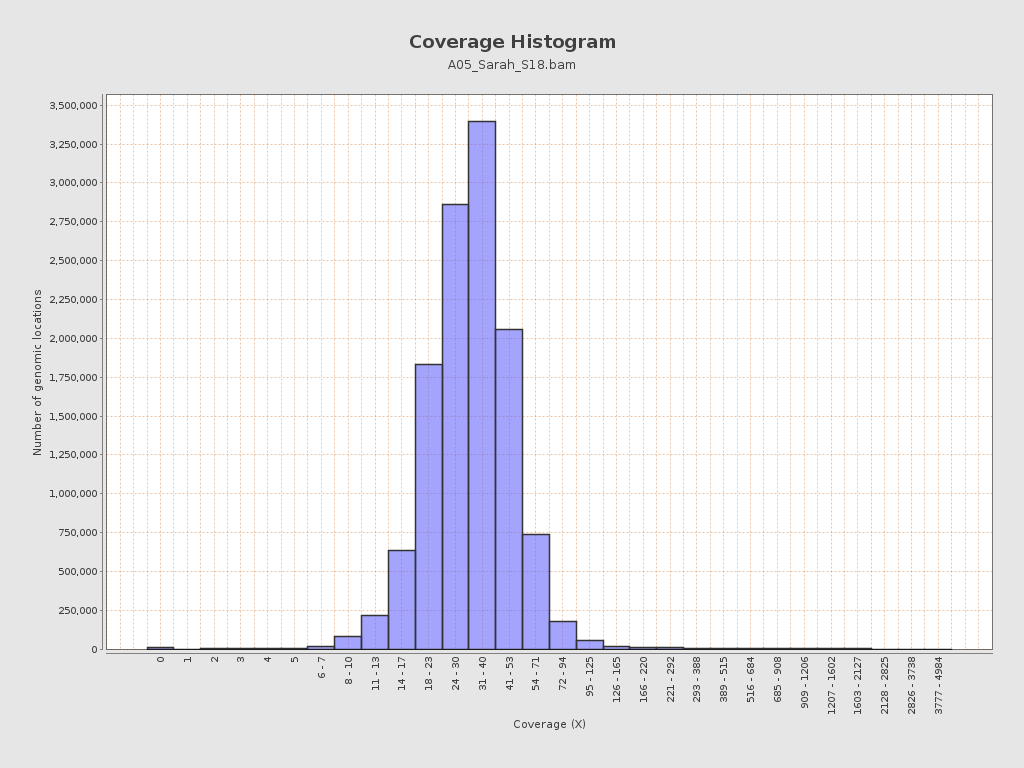 Coverage Histogram
A05_Sarah_S18.bam
3,500,000
3,250,000
3,000,000
2,750,000
2,500,000
2,250,000
2,000,000
1,750,000
1,500,000
1,250,000
1,000,000
750,000
500,000
250,000
0
Number of genomic locations
0
1
2
3
4
5
6 - 7
8 - 10
11 - 13
14 - 17
18 - 23
24 - 30
31 - 40
41 - 53
54 - 71
72 - 94
95 - 125
126 - 165
166 - 220
221 - 292
293 - 388
389 - 515
516 - 684
685 - 908
909 - 1206
1207 - 1602
1603 - 2127
2128 - 2825
2826 - 3738
3777 - 4984
Coverage (X)